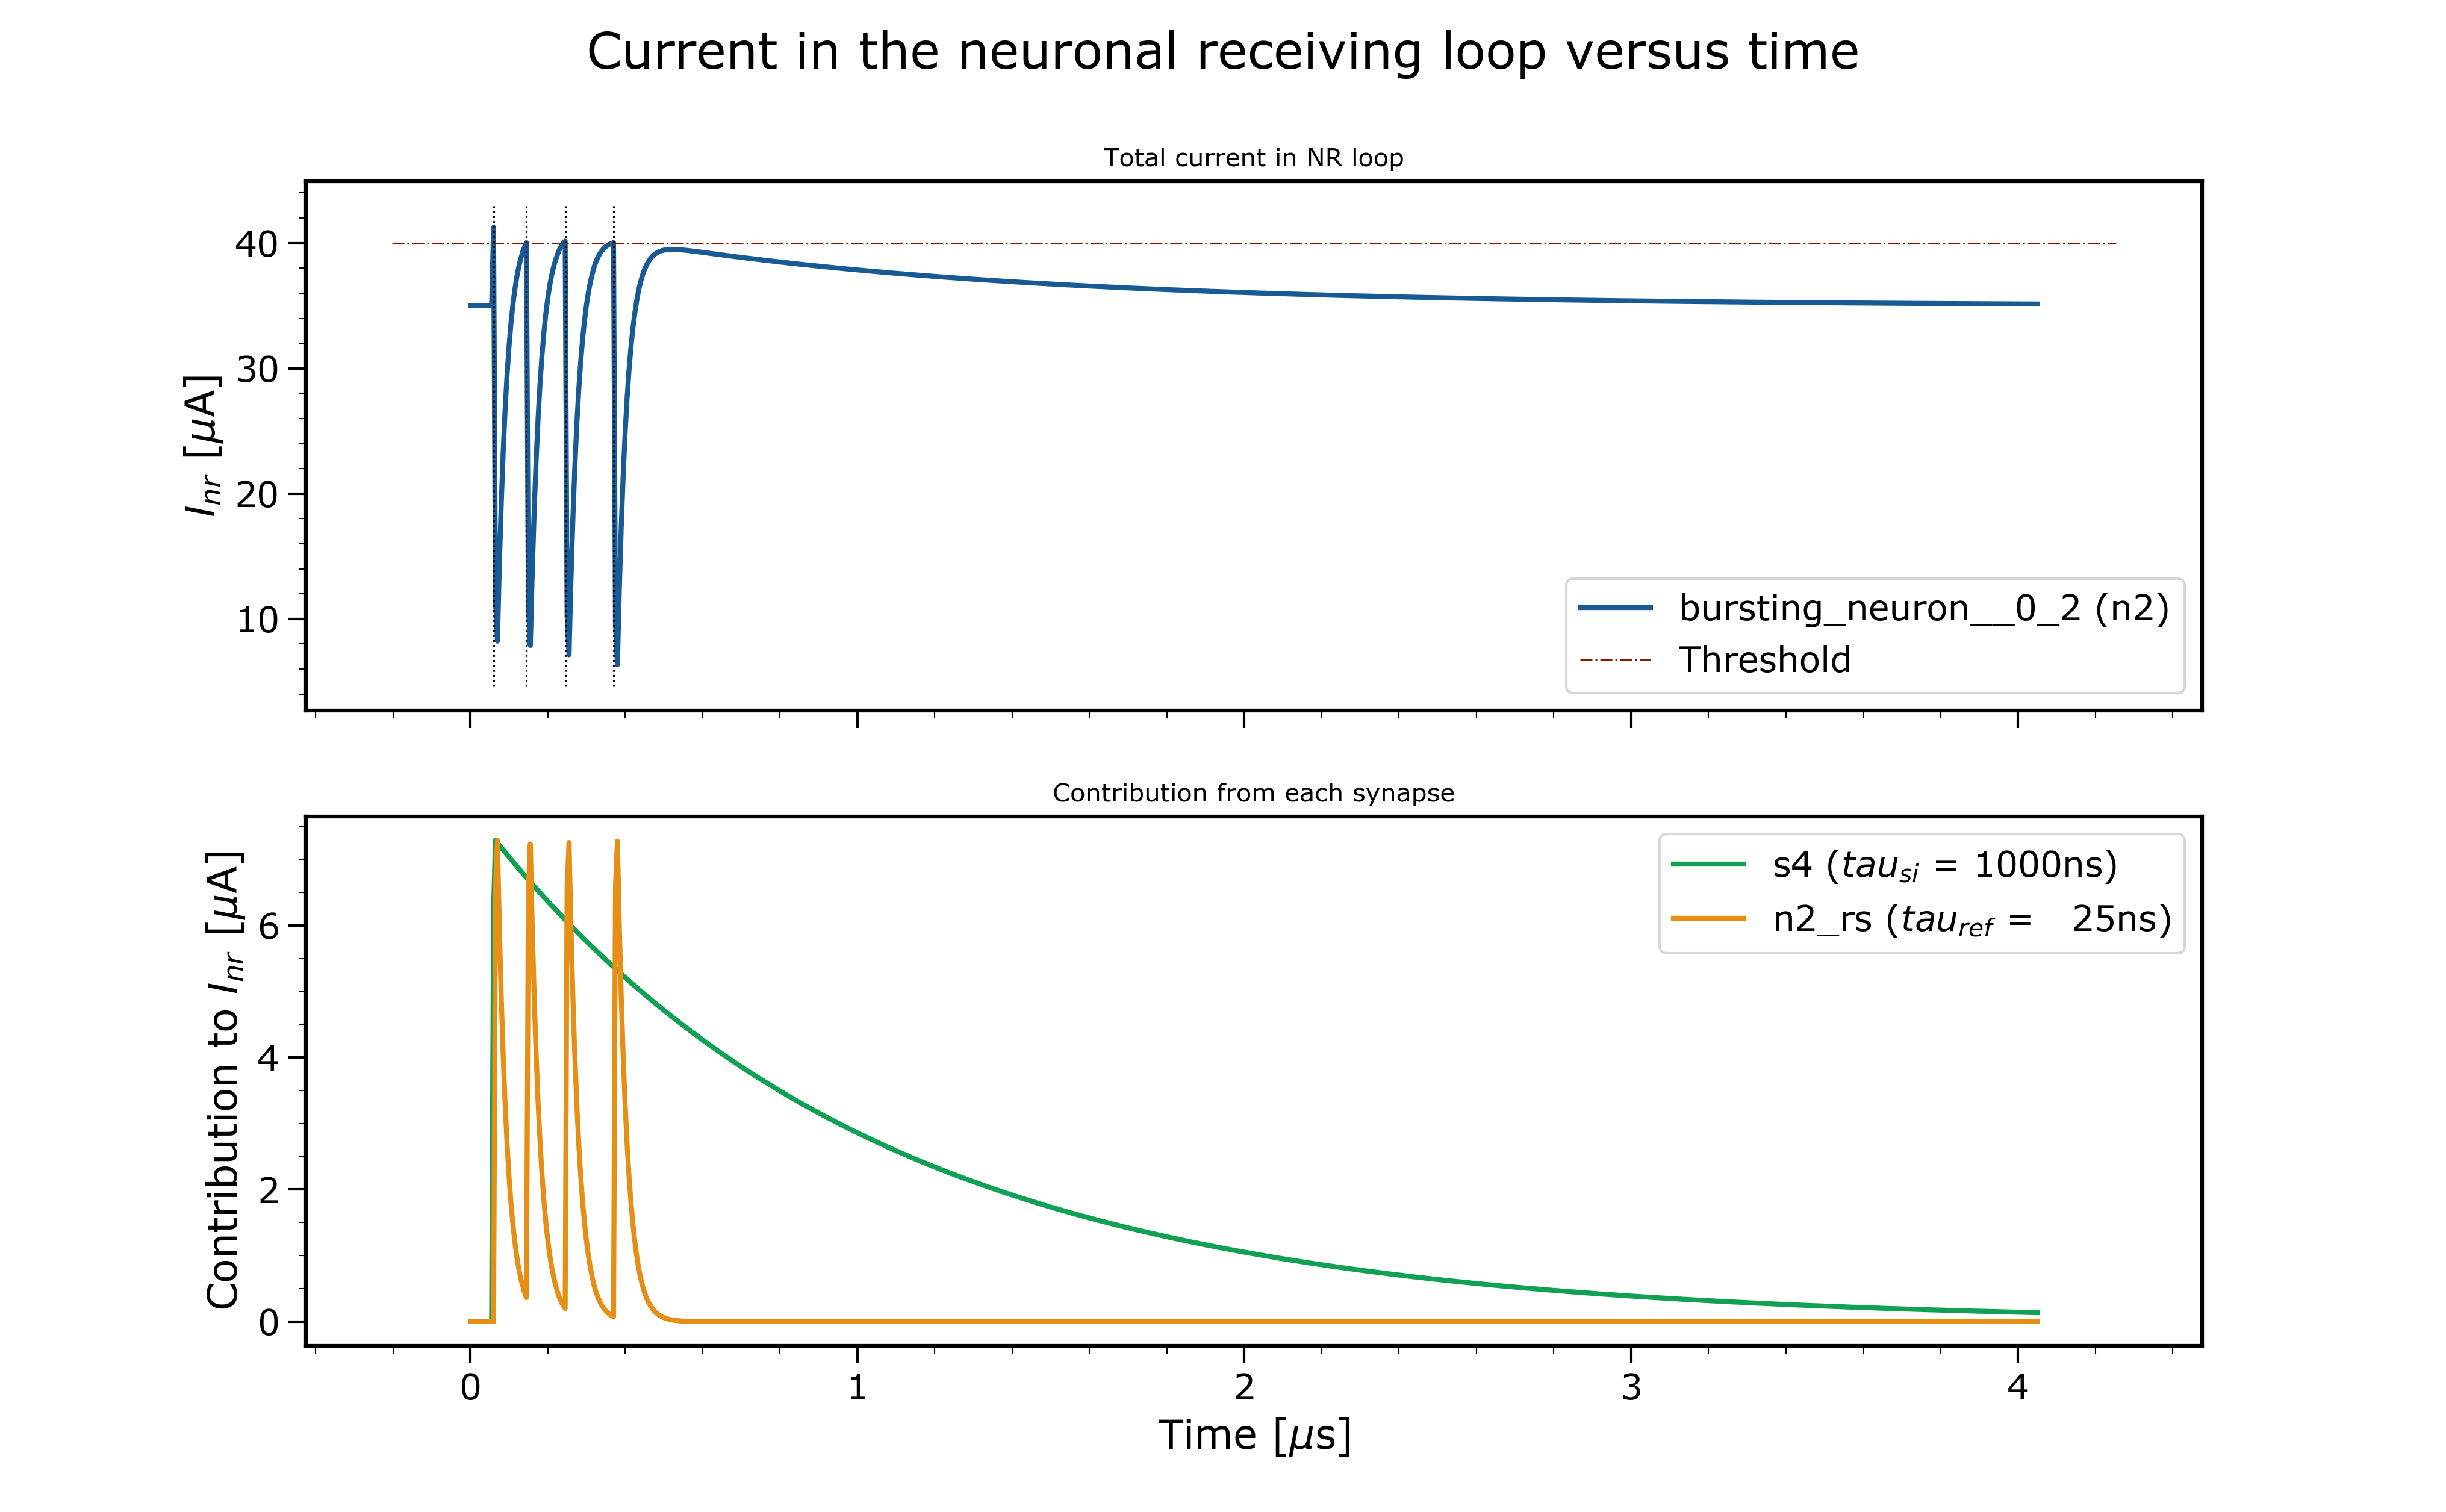 Current in the neuronal receiving loop versus time
Total current in NR loop
I_nr [μA]
40
30
20
10
bursting_neuron__0_2 (n2)
Threshold
Contribution from each synapse
Contribution to I_nr [μA]
6
4
2
0
s4 (tau_si = 1000ns)
n2_rs (tau_ref =   25ns)
0 1 2 3 4
Time [μs]